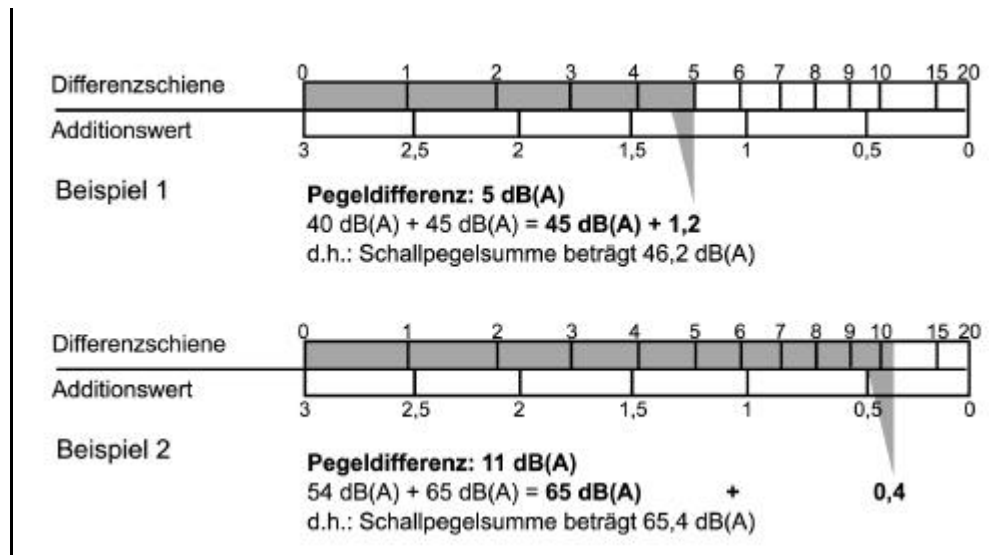 0 1 2 3 4 5 6 7 8 9 10 15 20
Differenzschiene
Additionswert
3 2,5 2 1,5 1 0,5 0
Beispiel 1
Pegeldifferenz: 5 dB(A)
40 dB(A) + 45 dB(A) = 45 dB(A) + 1,2
d.h.: Schallpegelsumme beträgt 46,2 dB(A)
0 1 2 3 4 5 6 7 8 9 10 15 20
Differenzschiene
Additionswert
3 2,5 2 1,5 1 0,5 0
Beispiel 2
Pegeldifferenz: 11 dB(A)
54 dB(A) + 65 dB(A) = 65 dB(A) + 0,4
d.h.: Schallpegelsumme beträgt 65,4 dB(A)